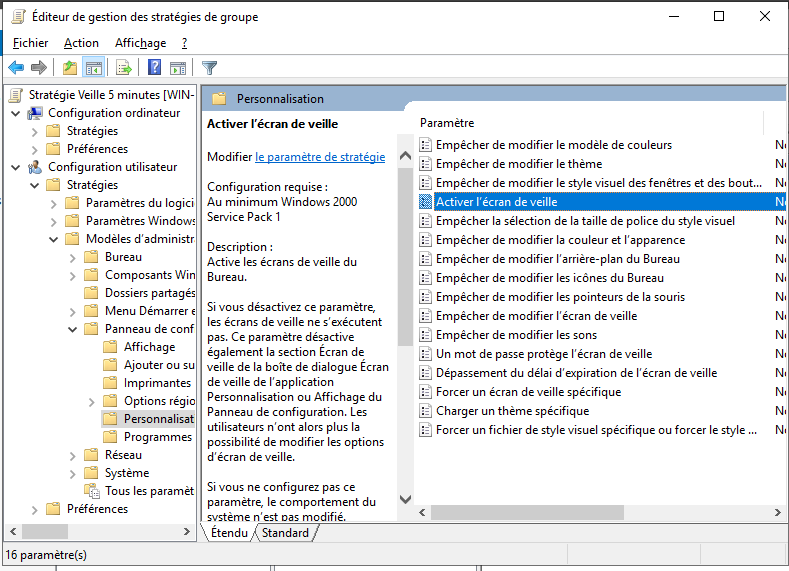 Éditeur de gestion des stratégies de groupe
Fichier Action Affichage ?
Stratégie Veille 5 minutes [WIN-
Configuration ordinateur
Stratégies
Préférences
Configuration utilisateur
Stratégies
Paramètres du logici
Paramètres Windows
Modèles d'administr
Bureau
Composants Win
Dossiers partagés
Menu Démarrer e
Panneau de conf
Affichage
Ajouter ou su
Imprimantes
Options régio
Personnalisat
Programmes
Réseau
Système
Tous les paramèt
Préférences
Personnalisation
Activer l'écran de veille
Modifier le paramètre de stratégie
Configuration requise :
Au minimum Windows 2000
Service Pack 1
Description :
Active les écrans de veille du
Bureau.
Si vous désactivez ce paramètre,
les écrans de veille ne s'exécutent
pas. Ce paramètre désactive
également la section Écran de
veille de la boîte de dialogue Écran
de veille de l'application
Personnalisation ou Affichage du
Panneau de configuration. Les
utilisateurs n'ont alors plus la
possibilité de modifier les options
d'écran de veille.
Si vous ne configurez pas ce
paramètre, le comportement du
système n'est pas modifié.
Paramètre
Empêcher de modifier le modèle de couleurs No
Empêcher de modifier le thème No
Empêcher de modifier le style visuel des fenêtres et des bout... No
Activer l'écran de veille No
Empêcher la sélection de la taille de police du style visuel No
Empêcher de modifier la couleur et l'apparence No
Empêcher de modifier l'arrière-plan du Bureau No
Empêcher de modifier les icônes du Bureau No
Empêcher de modifier les pointeurs de la souris No
Empêcher de modifier l'écran de veille No
Empêcher de modifier les sons No
Un mot de passe protège l'écran de veille No
Dépassement du délai d'expiration de l'écran de veille No
Forcer un écran de veille spécifique No
Charger un thème spécifique No
Forcer un fichier de style visuel spécifique ou forcer le style ... No
Étendu Standard
16 paramètre(s)